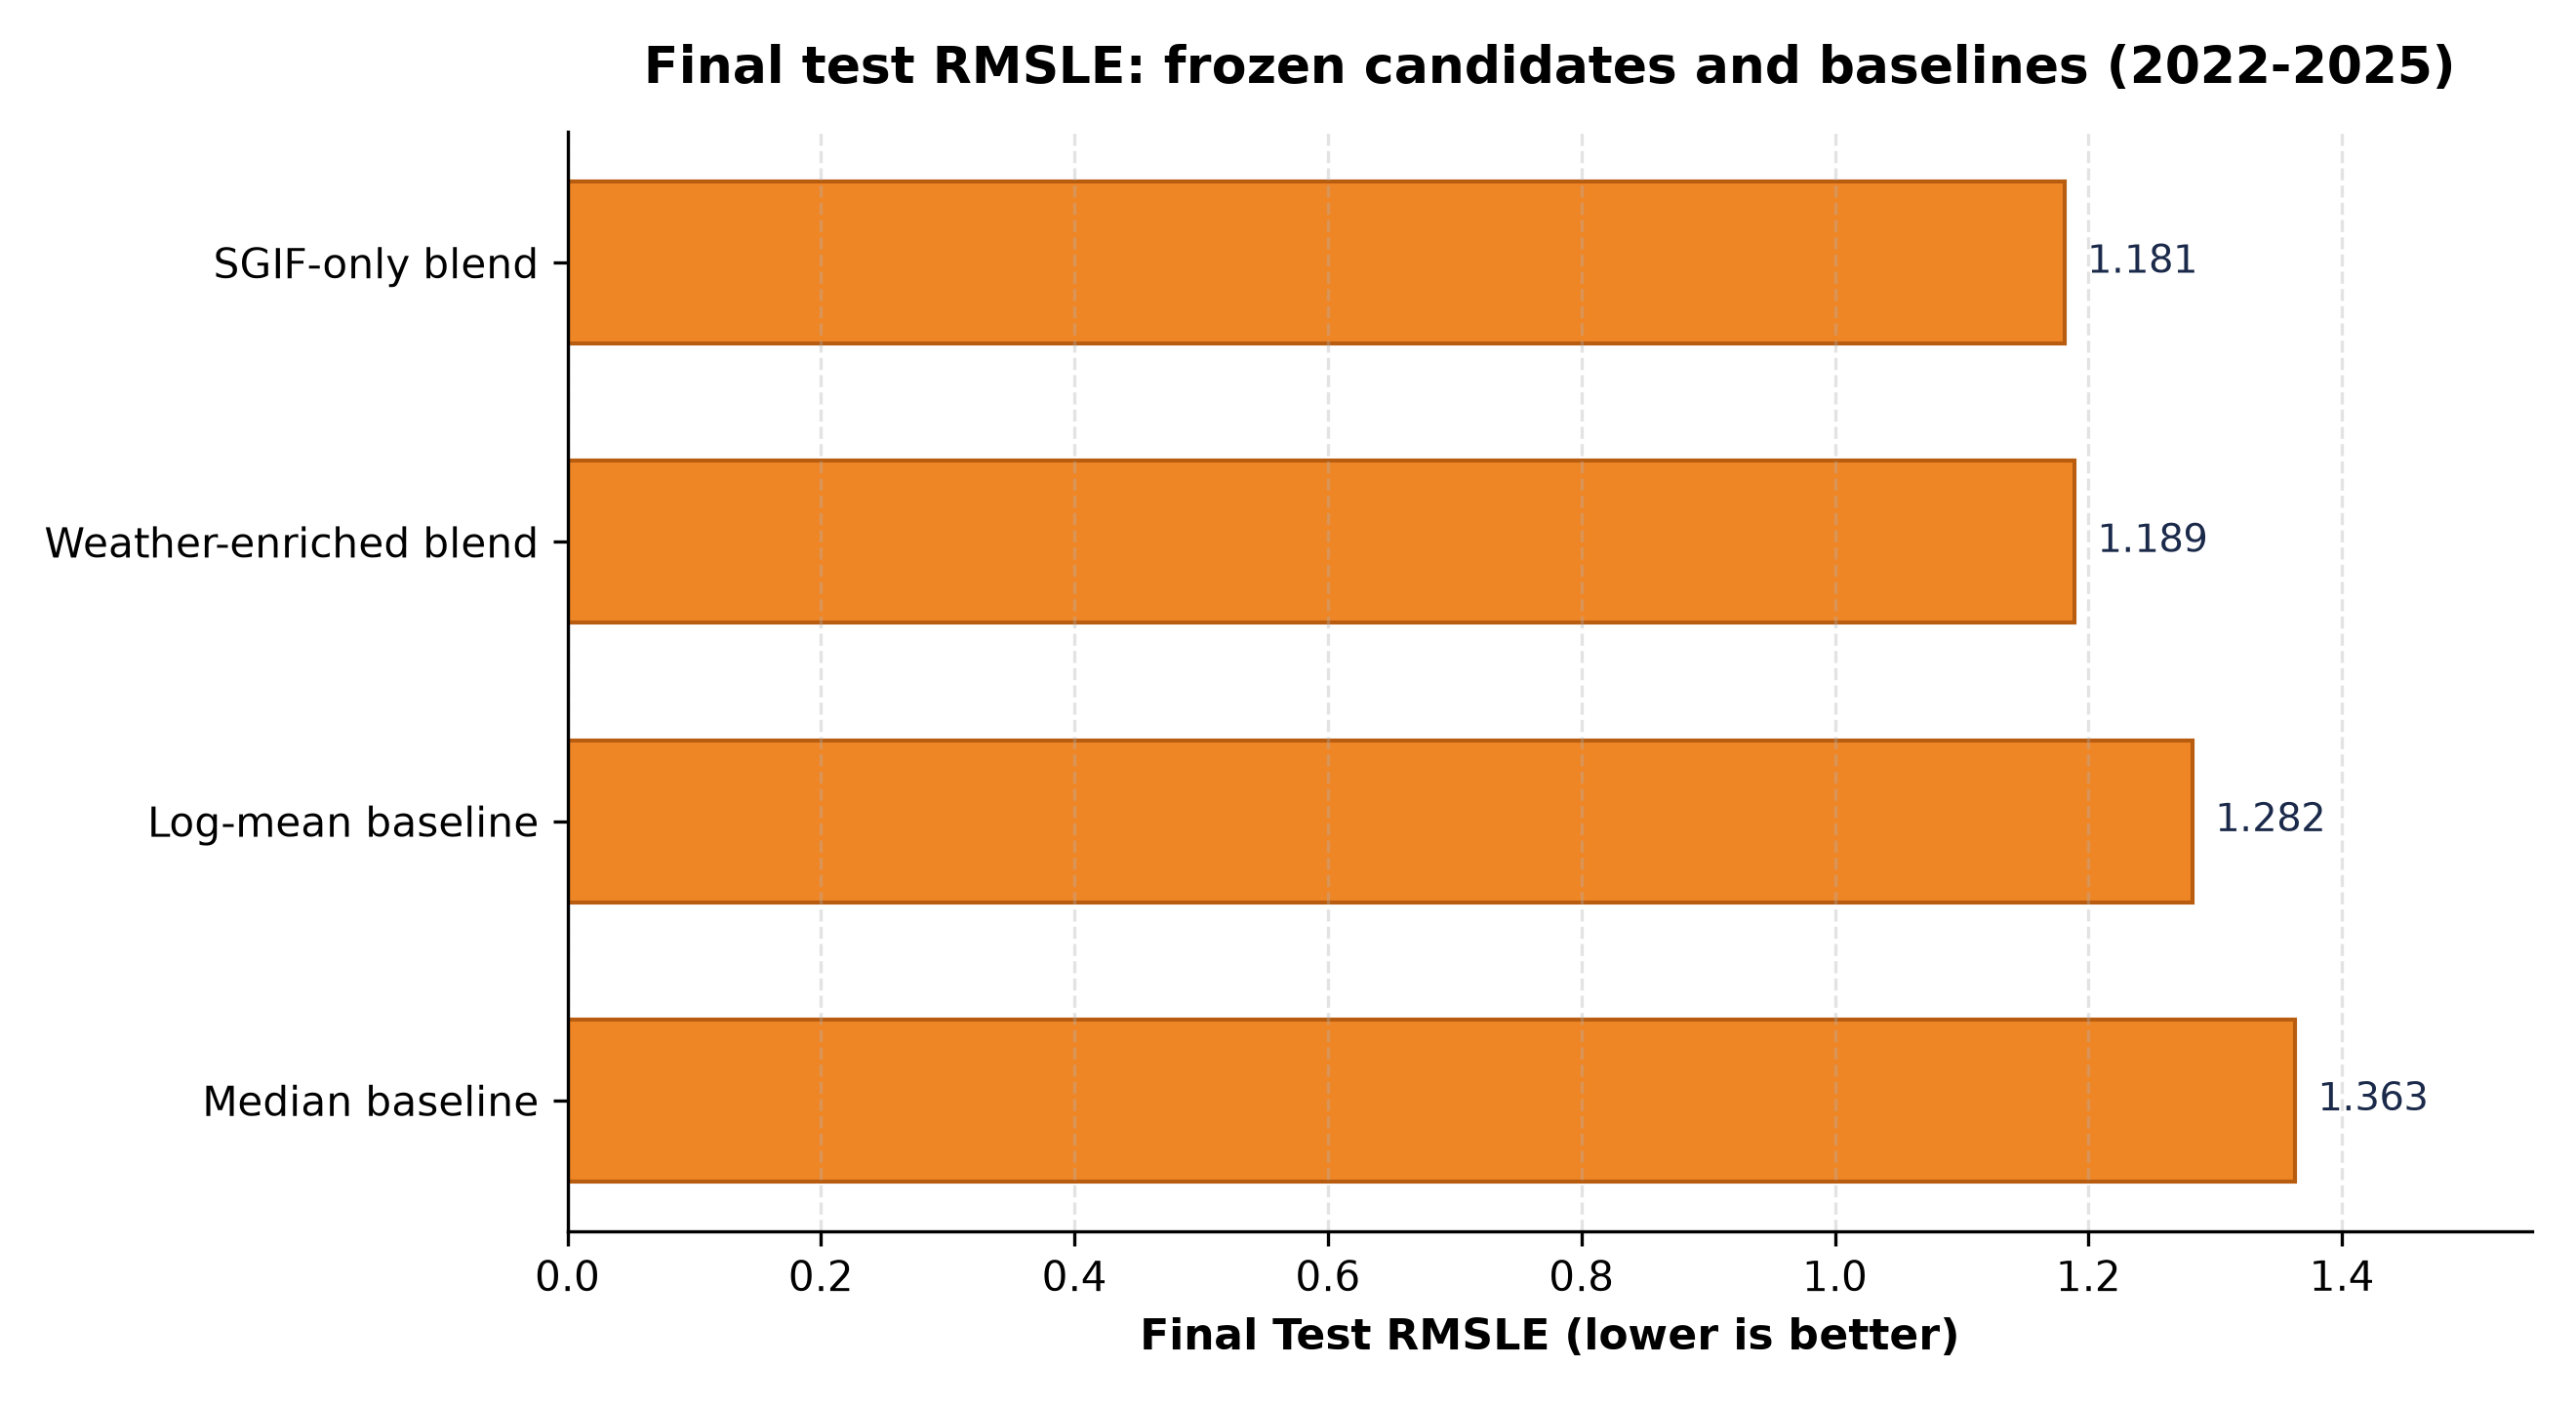 Final test RMSLE: frozen candidates and baselines (2022-2025)
SGIF-only blend
1.181
Weather-enriched blend
1.189
Log-mean baseline
1.282
Median baseline
1.363
0.0 0.2 0.4 0.6 0.8 1.0 1.2 1.4
Final Test RMSLE (lower is better)